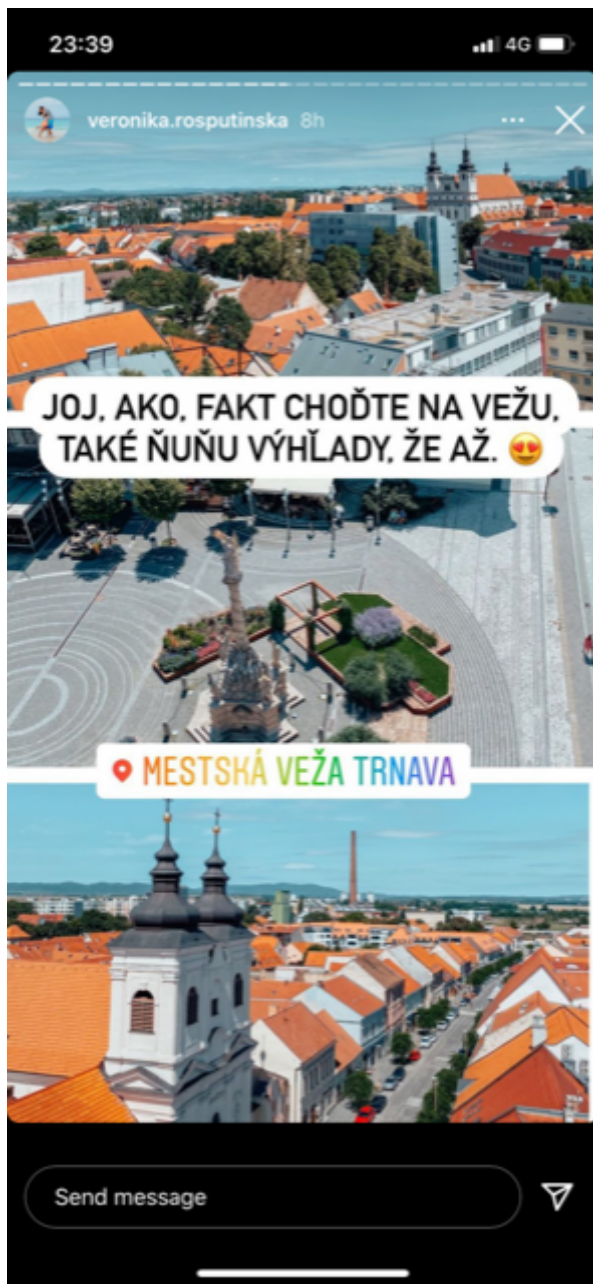 23:39 4G
veronika.rosputinska 8h
JOJ, AKO, FAKT CHOĎTE NA VEŽU,
TAKÉ ŇUŇU VÝHĽADY, ŽE AŽ. 😍
MESTSKÁ VEŽA TRNAVA
Send message